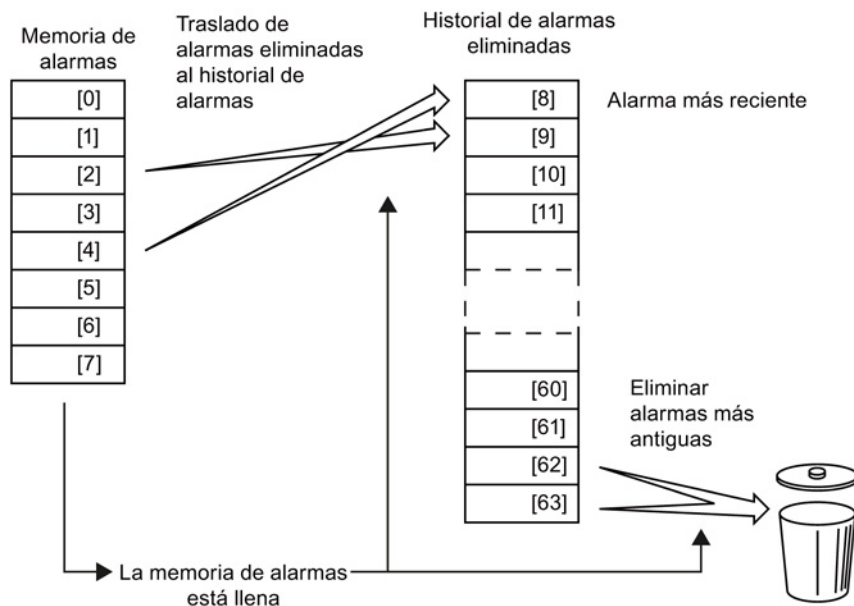 Memoria de
alarmas
[0]
[1]
[2]
[3]
[4]
[5]
[6]
[7]
Traslado de
alarmas eliminadas
al historial de
alarmas
Historial de alarmas
eliminadas
[8]
[9]
[10]
[11]
[60]
[61]
[62]
[63]
Alarma más reciente
Eliminar
alarmas más
antiguas
La memoria de alarmas
está llena